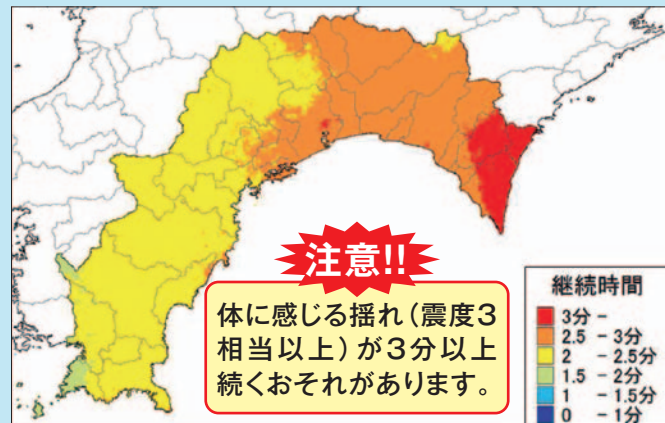 注意!!
体に感じる揺れ（震度3
相当以上）が3分以上
続くおそれがあります。
継続時間
3分 -
2.5 - 3分
2 - 2.5分
1.5 - 2分
1 - 1.5分
0 - 1分